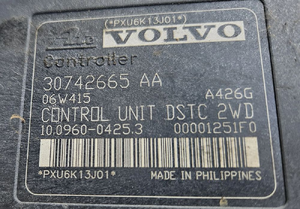 (*PXU6K13J01*)
Ate VOLVO
Controller
30742665 AA
06W415 A426G
CONTROL UNIT DSTC 2WD
10.0960-0425.3 00001251F0
*PXU6K13J01* MADE IN PHILIPPINES